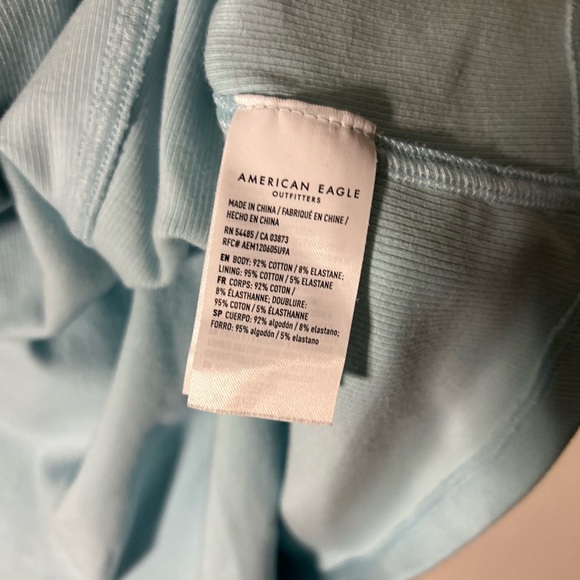 AMERICAN EAGLE
OUTFITTERS
MADE IN CHINA / FABRIQUÉ EN CHINE /
HECHO EN CHINA
RN 54485 / CA 03873
RFC# AEM120605U9A
EN BODY: 92% COTTON / 8% ELASTANE;
LINING: 95% COTTON / 5% ELASTANE
FR CORPS: 92% COTON /
8% ÉLASTHANNE; DOUBLURE:
95% COTON / 5% ÉLASTHANNE
SP CUERPO: 92% algodón / 8% elastano;
FORRO: 95% algodón / 5% elastano